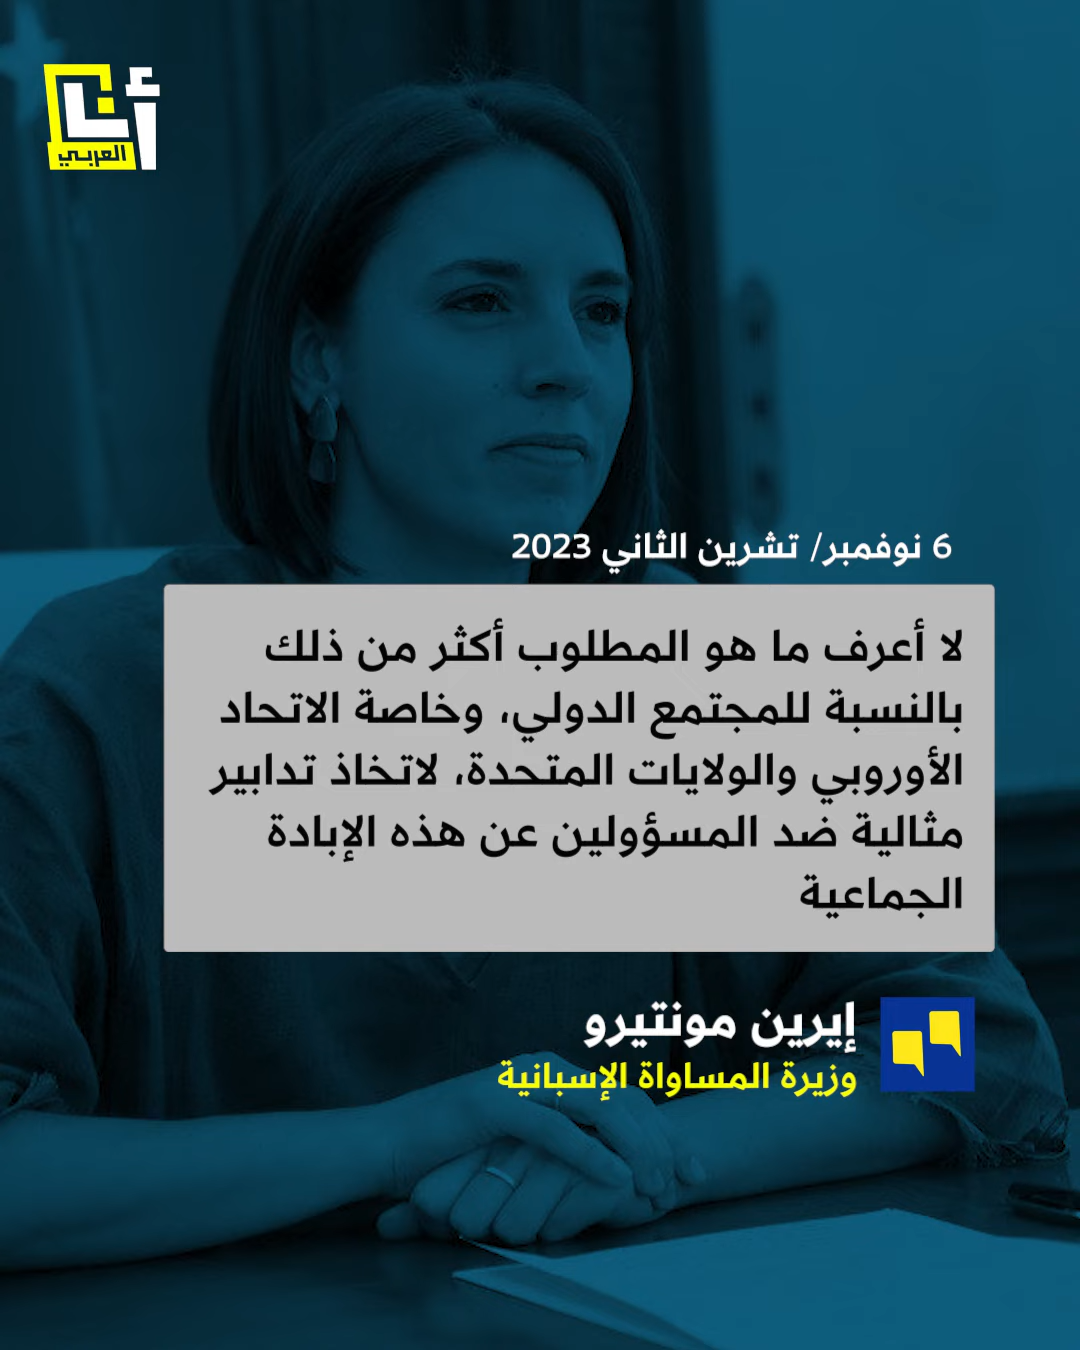 أنا
العربي
6 نوفمبر/ تشرين الثاني 2023
لا أعرف ما هو المطلوب أكثر من ذلك
بالنسبة للمجتمع الدولي، وخاصة الاتحاد
الأوروبي والولايات المتحدة، لاتخاذ تدابير
مثالية ضد المسؤولين عن هذه الإبادة
الجماعية
إيرين مونتيرو
وزيرة المساواة الإسبانية